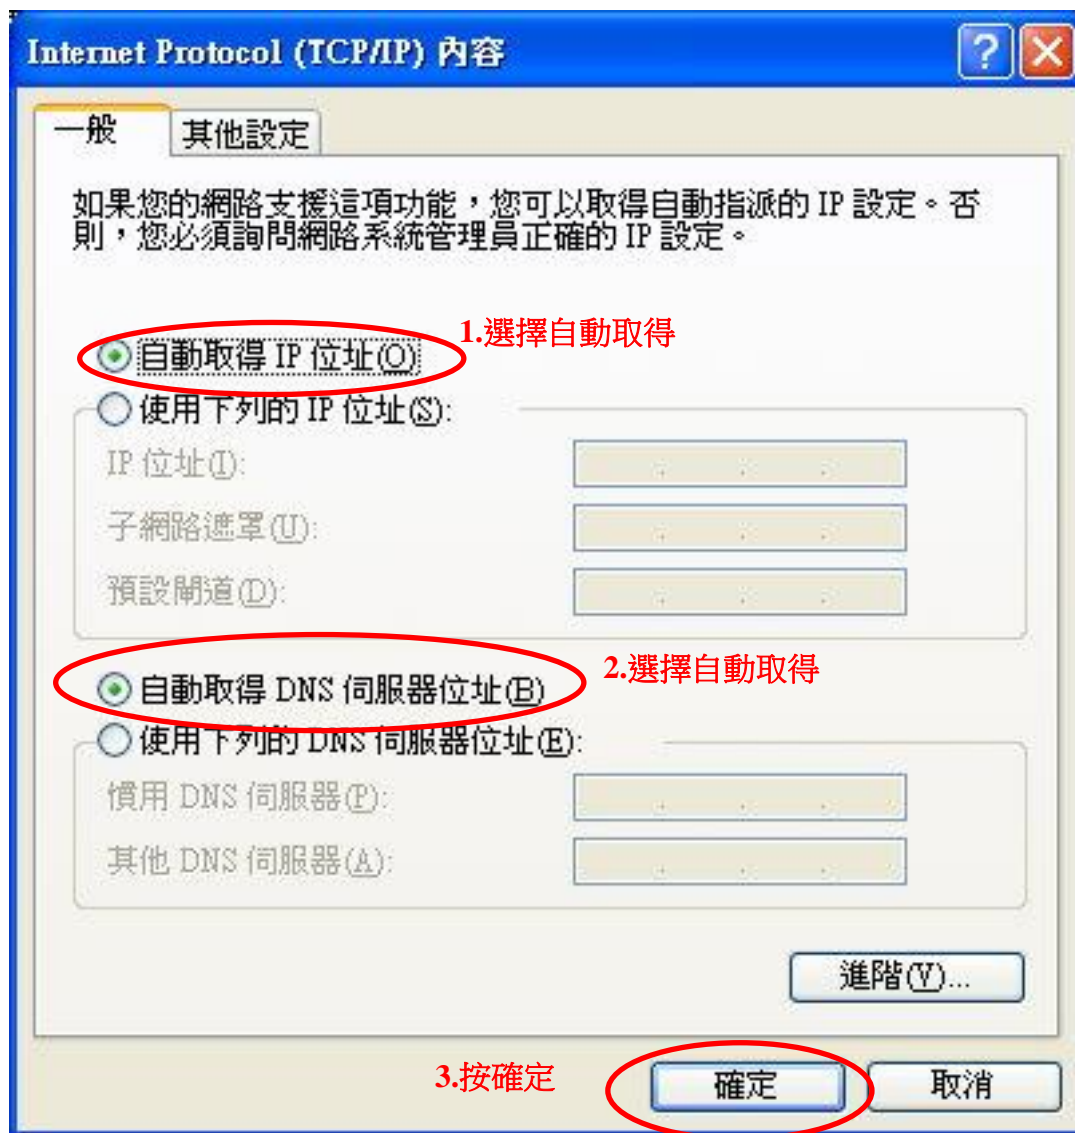 Internet Protocol (TCP/IP) 內容
一般
其他設定
如果您的網路支援這項功能，您可以取得自動指派的 IP 設定。否
則，您必須詢問網路系統管理員正確的 IP 設定。
1.選擇自動取得
自動取得 IP 位址(O)
使用下列的 IP 位址(S):
IP 位址(I):
子網路遮罩(U):
預設閘道(D):
2.選擇自動取得
自動取得 DNS 伺服器位址(B)
使用下列的 DNS 伺服器位址(E):
慣用 DNS 伺服器(P):
其他 DNS 伺服器(A):
進階(V)...
3.按確定
確定
取消